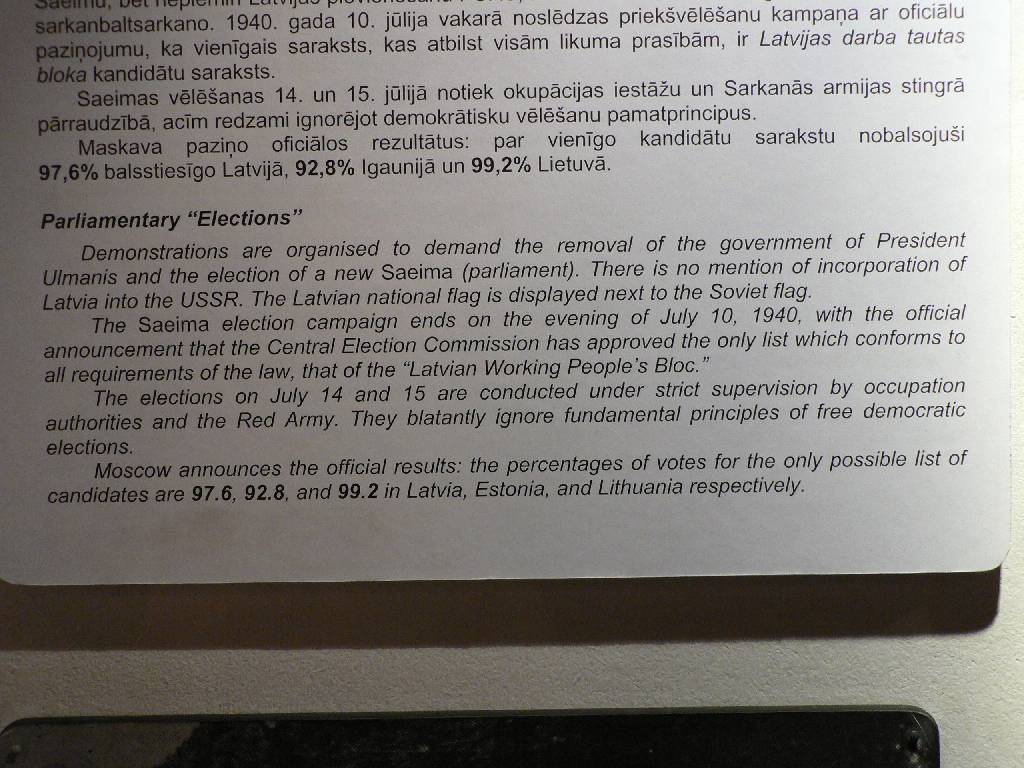 Saeimu, bet nepiemin Latvijas
sarkanbaltsarkano. 1940. gada 10. jūlija vakarā noslēdzas priekšvēlēšanu kampaņa ar oficiālu
paziņojumu, ka vienīgais saraksts, kas atbilst visām likuma prasībām, ir Latvijas darba tautas
bloka kandidātu saraksts.
Saeimas vēlēšanas 14. un 15. jūlijā notiek okupācijas iestāžu un Sarkanās armijas stingrā
pārraudzībā, acīm redzami ignorējot demokrātisku vēlēšanu pamatprincipus.
Maskava paziņo oficiālos rezultātus: par vienīgo kandidātu sarakstu nobalsojuši
97,6% balsstiesīgo Latvijā, 92,8% Igaunijā un 99,2% Lietuvā.
Parliamentary “Elections”
Demonstrations are organised to demand the removal of the government of President
Ulmanis and the election of a new Saeima (parliament). There is no mention of incorporation of
Latvia into the USSR. The Latvian national flag is displayed next to the Soviet flag.
The Saeima election campaign ends on the evening of July 10, 1940, with the official
announcement that the Central Election Commission has approved the only list which conforms to
all requirements of the law, that of the “Latvian Working People’s Bloc.”
The elections on July 14 and 15 are conducted under strict supervision by occupation
authorities and the Red Army. They blatantly ignore fundamental principles of free democratic
elections.
Moscow announces the official results: the percentages of votes for the only possible list of
candidates are 97.6, 92.8, and 99.2 in Latvia, Estonia, and Lithuania respectively.